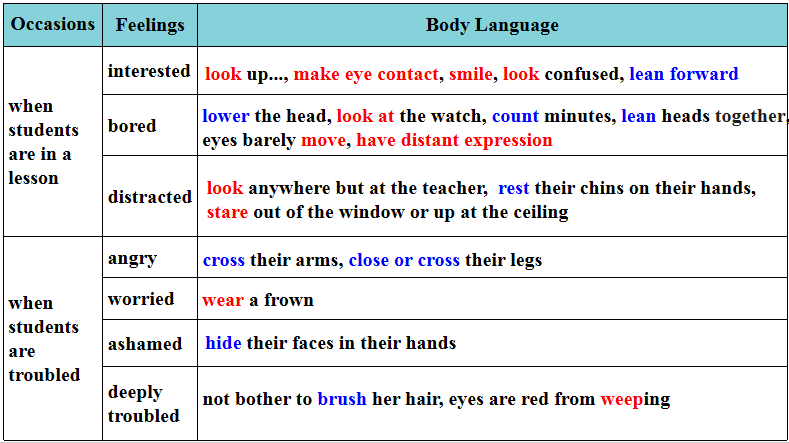 Occasions Feelings Body Language
when students are in a lesson
interested
look up..., make eye contact, smile, look confused, lean forward
bored
lower the head, look at the watch, count minutes, lean heads together,
eyes barely move, have distant expression
distracted
look anywhere but at the teacher, rest their chins on their hands,
stare out of the window or up at the ceiling
when students are troubled
angry
cross their arms, close or cross their legs
worried
wear a frown
ashamed
hide their faces in their hands
deeply troubled
not bother to brush her hair, eyes are red from weeping